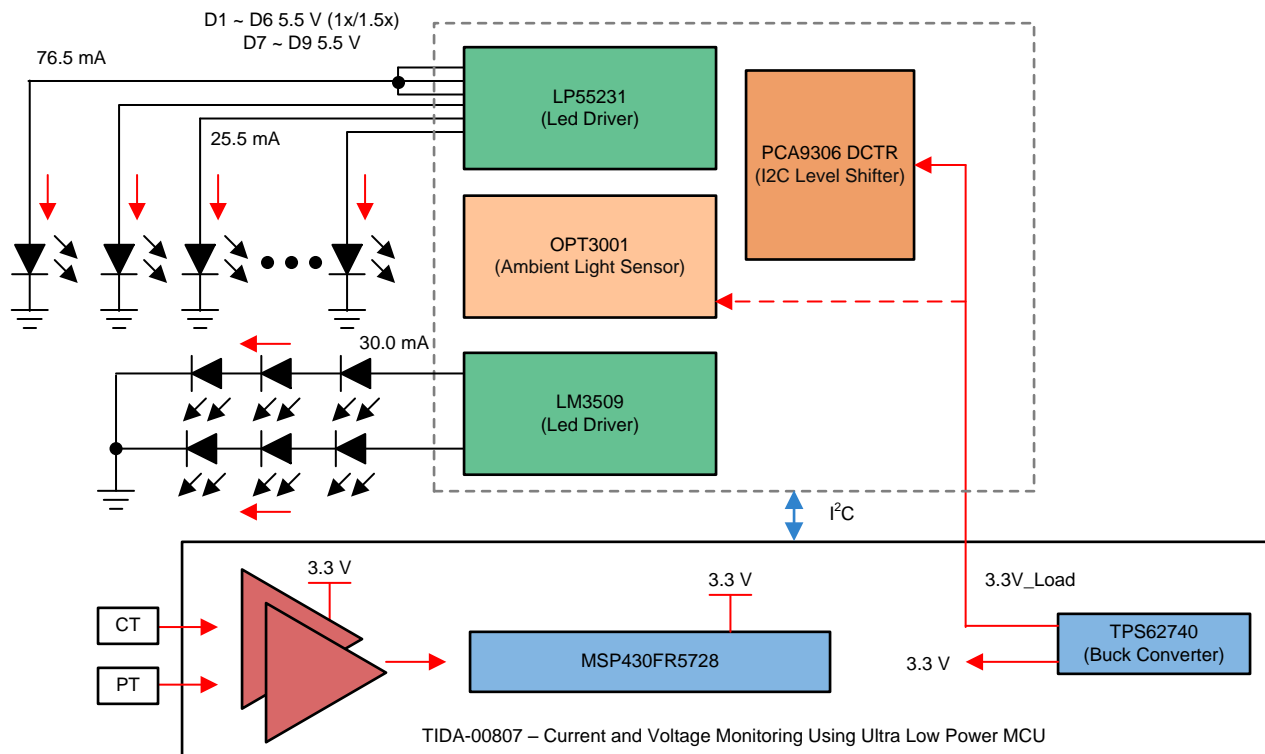 D1 ~ D6 5.5 V (1x/1.5x)
D7 ~ D9 5.5 V
76.5 mA
LP55231
(Led Driver)
25.5 mA
PCA9306 DCTR
(I2C Level Shifter)
OPT3001
(Ambient Light Sensor)
30.0 mA
LM3509
(Led Driver)
I²C
3.3 V
3.3 V
3.3V_Load
CT
TPS62740
(Buck Converter)
MSP430FR5728
3.3 V
PT
TIDA-00807 – Current and Voltage Monitoring Using Ultra Low Power MCU